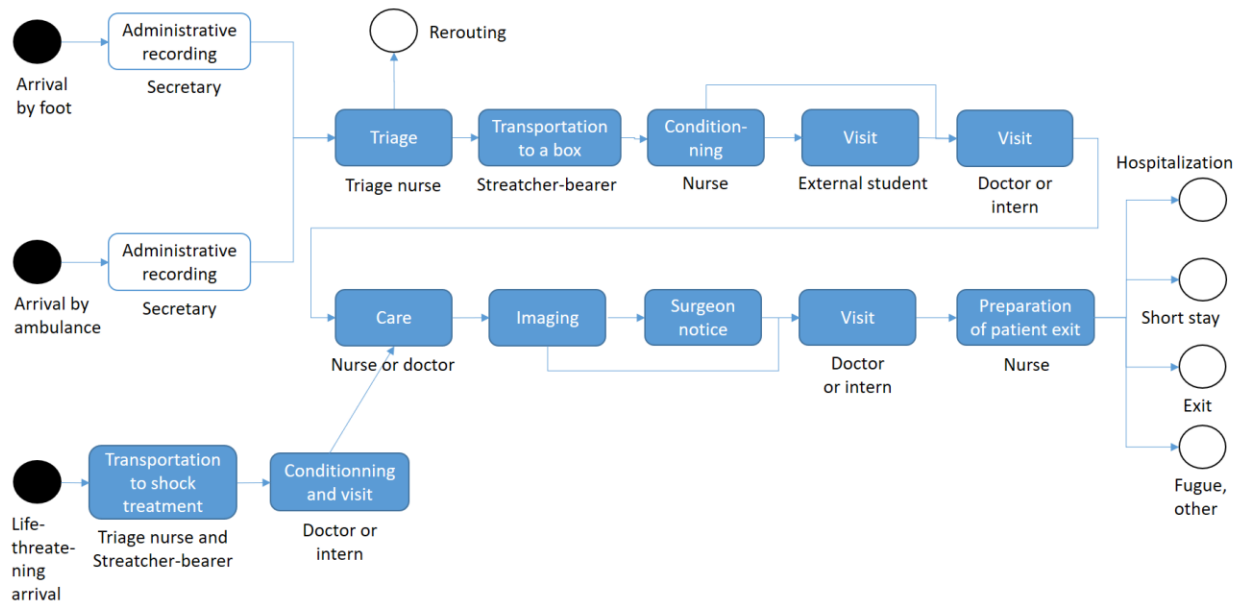 Administrative
recording
Secretary
Arrival
by foot
Rerouting
Triage
Triage nurse
Transportation
to a box
Streatcher-bearer
Condition-
ning
Nurse
Visit
External student
Visit
Doctor or
intern
Hospitalization
Administrative
recording
Secretary
Arrival by
ambulance
Care
Nurse or doctor
Imaging
Surgeon
notice
Visit
Doctor
or intern
Preparation
of patient exit
Nurse
Short stay
Exit
Fugue,
other
Transportation
to shock
treatment
Triage nurse and
Streatcher-bearer
Conditionning
and visit
Doctor or
intern
Life-
threate-
ning
arrival